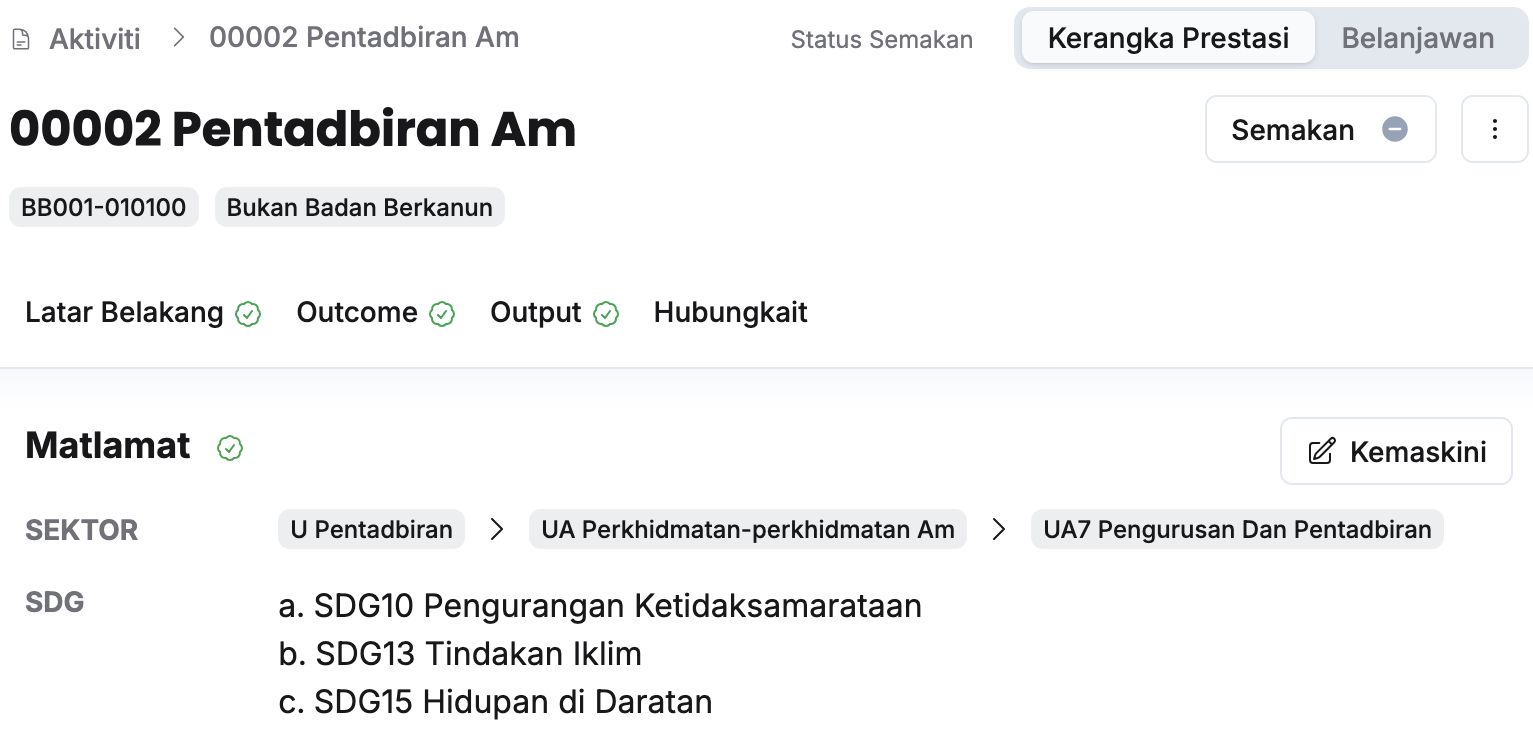 Aktiviti > 00002 Pentadbiran Am Status Semakan Kerangka Prestasi Belanjawan
00002 Pentadbiran Am Semakan
BB001-010100 Bukan Badan Berkanun
Latar Belakang Outcome Output Hubungkait
Matlamat Kemaskini
SEKTOR U Pentadbiran > UA Perkhidmatan-perkhidmatan Am > UA7 Pengurusan Dan Pentadbiran
SDG a. SDG10 Pengurangan Ketidaksamarataan
b. SDG13 Tindakan Iklim
c. SDG15 Hidupan di Daratan